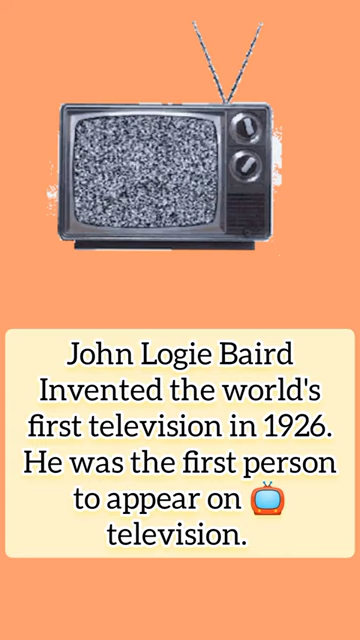 John Logie Baird
Invented the world's
first television in 1926.
He was the first person
to appear on 📺
television.